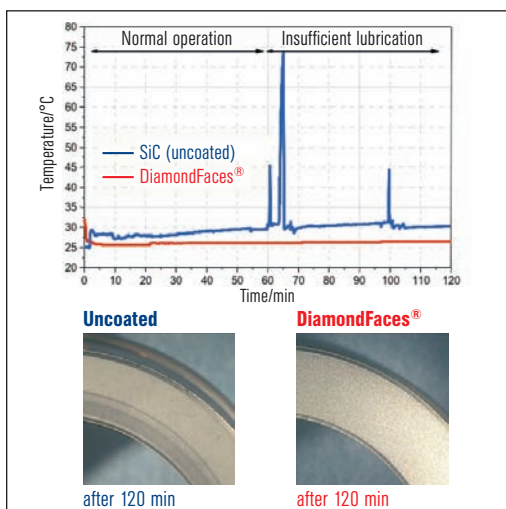 80
75
70
65
60
55
50
45
40
35
30
25
20
Temperature/°C
Normal operation
Insufficient lubrication
SiC (uncoated)
DiamondFaces®
0 10 20 30 40 50 60 70 80 90 100 110 120
Time/min
Uncoated
DiamondFaces®
after 120 min
after 120 min